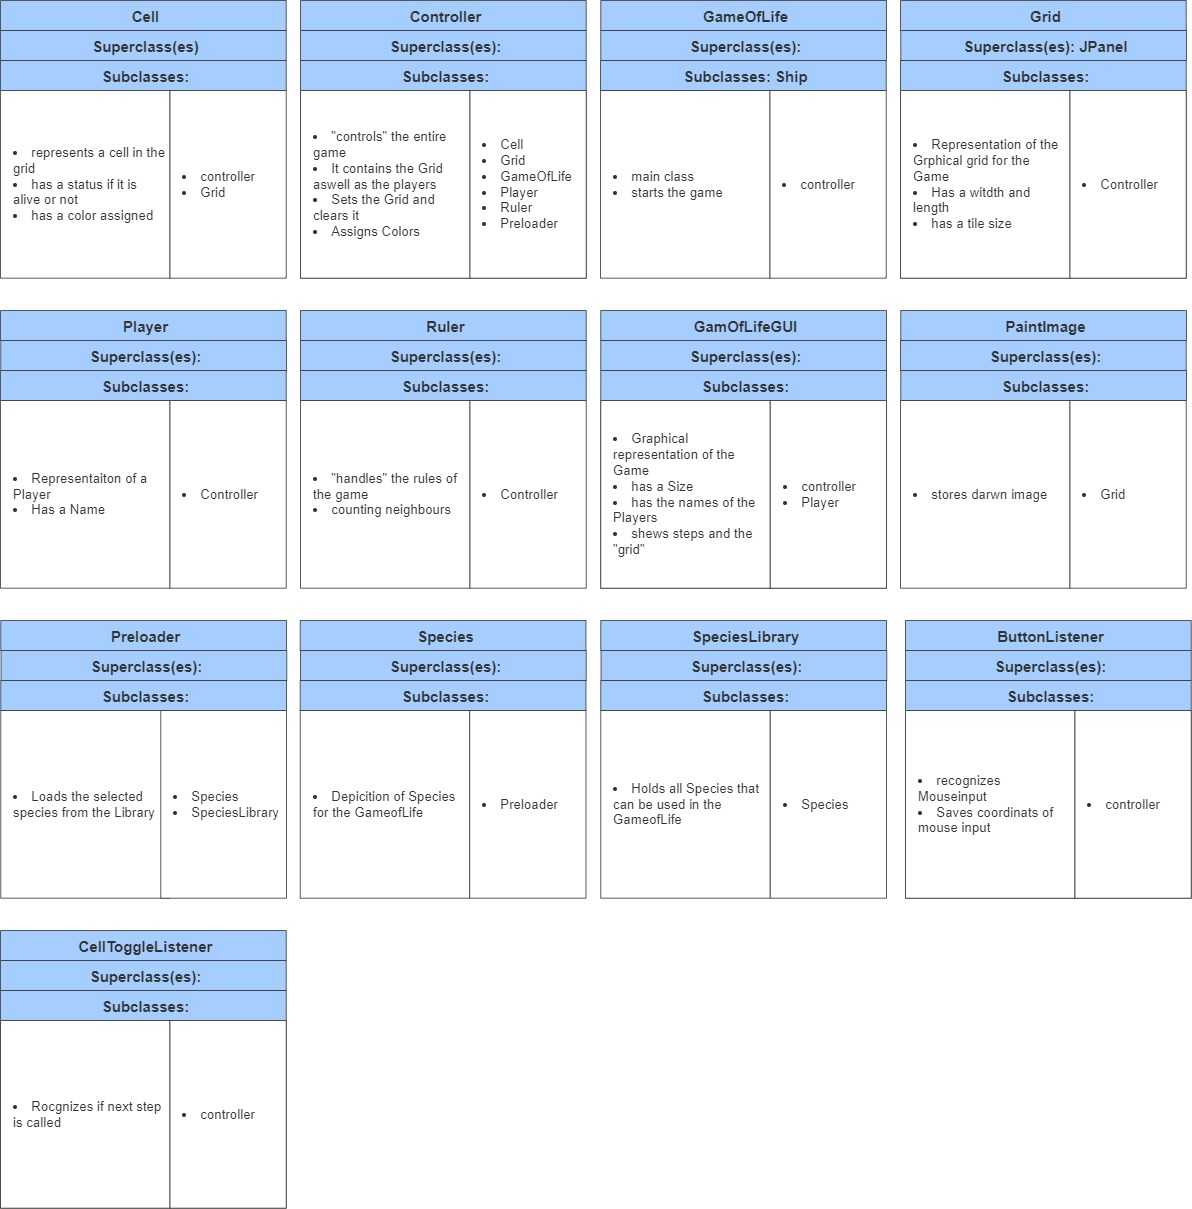 Cell
Superclass(es)
Subclasses:
• represents a cell in the
grid
• has a status if it is
alive or not
• has a color assigned
• controller
• Grid
Controller
Superclass(es):
Subclasses:
• "controls" the entire
game
• It contains the Grid
aswell as the players
• Sets the Grid and
clears it
• Assigns Colors
• Cell
• Grid
• GameOfLife
• Player
• Ruler
• Preloader
GameOfLife
Superclass(es):
Subclasses: Ship
• main class
• starts the game
• controller
Grid
Superclass(es): JPanel
Subclasses:
• Representation of the
Grphical grid for the
Game
• Has a witdth and
length
• has a tile size
• Controller
Player
Superclass(es):
Subclasses:
• Representaiton of a
Player
• Has a Name
• Controller
Ruler
Superclass(es):
Subclasses:
• "handles" the rules of
the game
• counting neighbours
• Controller
GamOfLifeGUI
Superclass(es):
Subclasses:
• Graphical
representation of the
Game
• has a Size
• has the names of the
Players
• shews steps and the
"grid"
• controller
• Player
PaintImage
Superclass(es):
Subclasses:
• stores darwn image
• Grid
Preloader
Superclass(es):
Subclasses:
• Loads the selected
species from the Library
• Species
• SpeciesLibrary
Species
Superclass(es):
Subclasses:
• Depicition of Species
for the GameofLife
• Preloader
SpeciesLibrary
Superclass(es):
Subclasses:
• Holds all Species that
can be used in the
GameofLife
• Species
ButtonListener
Superclass(es):
Subclasses:
• recognizes
Mouseinput
• Saves coordinats of
mouse input
• controller
CellToggleListener
Superclass(es):
Subclasses:
• Rocgnizes if next step
is called
• controller